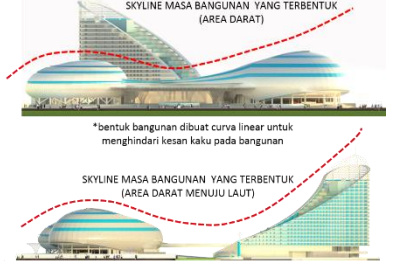 SKYLINE MASA BANGUNAN YANG TERBENTUK
(AREA DARAT)
*bentuk bangunan dibuat curva linear untuk
menghindari kesan kaku pada bangunan
SKYLINE MASA BANGUNAN YANG TERBENTUK
(AREA DARAT MENUJU LAUT)